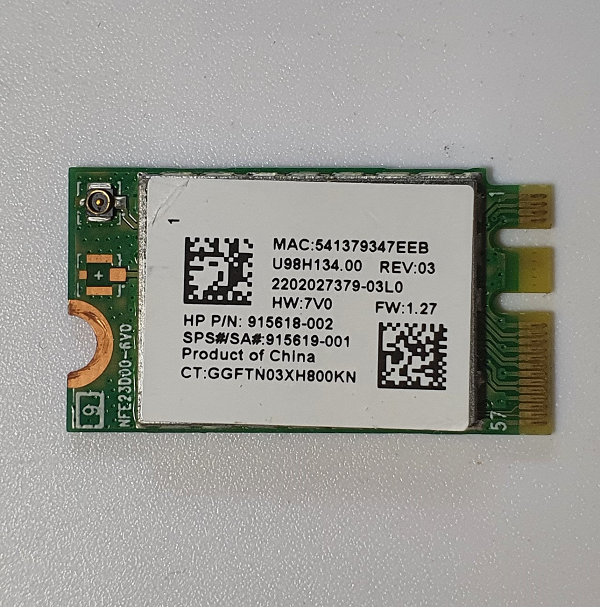 1
MAC:541379347EEB
U98H134.00 REV:03
2202027379-03L0
HW:7V0 FW:1.27
HP P/N: 915618-002
SPS#/SA#:915619-001
Product of China
CT:GGFTN03XH800KN
NFE23D00-6Y0
9
1
57